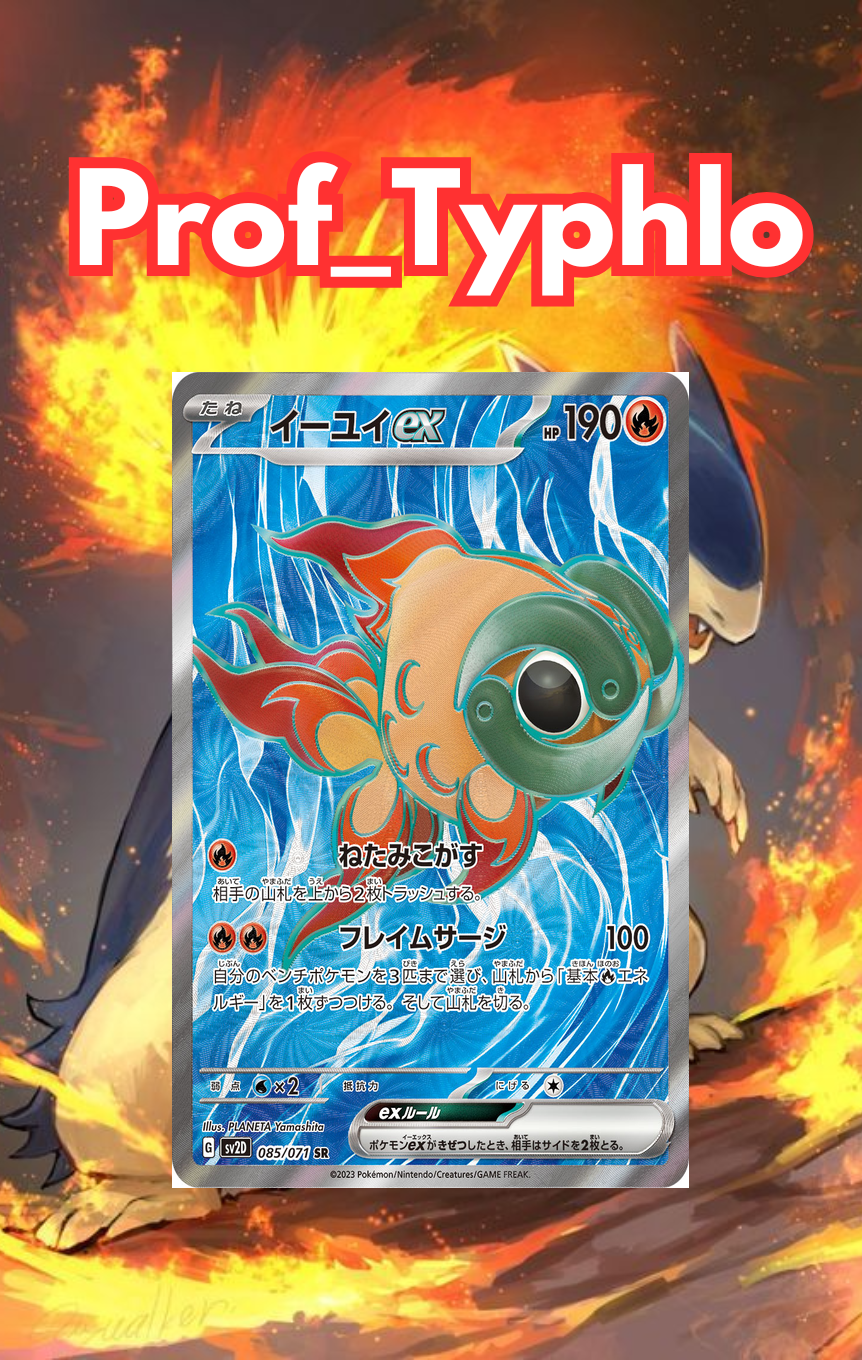 Prof_Typhlo
たね
イーユイex
HP190
ねたみこがす
相手の山札を上から2枚トラッシュする。
フレイムサージ 100
自分のベンチポケモンを3匹まで選び、山札から「基本エネ
ルギー」を1枚ずつつける。そして山札を切る。
弱点 ×2 抵抗力 にげる
exルール
ポケモンexがきぜつしたとき、相手はサイドを2枚とる。
Illus. PLANETA Yamashita
G sv2D 085/071 SR
©2023 Pokémon/Nintendo/Creatures/GAME FREAK.